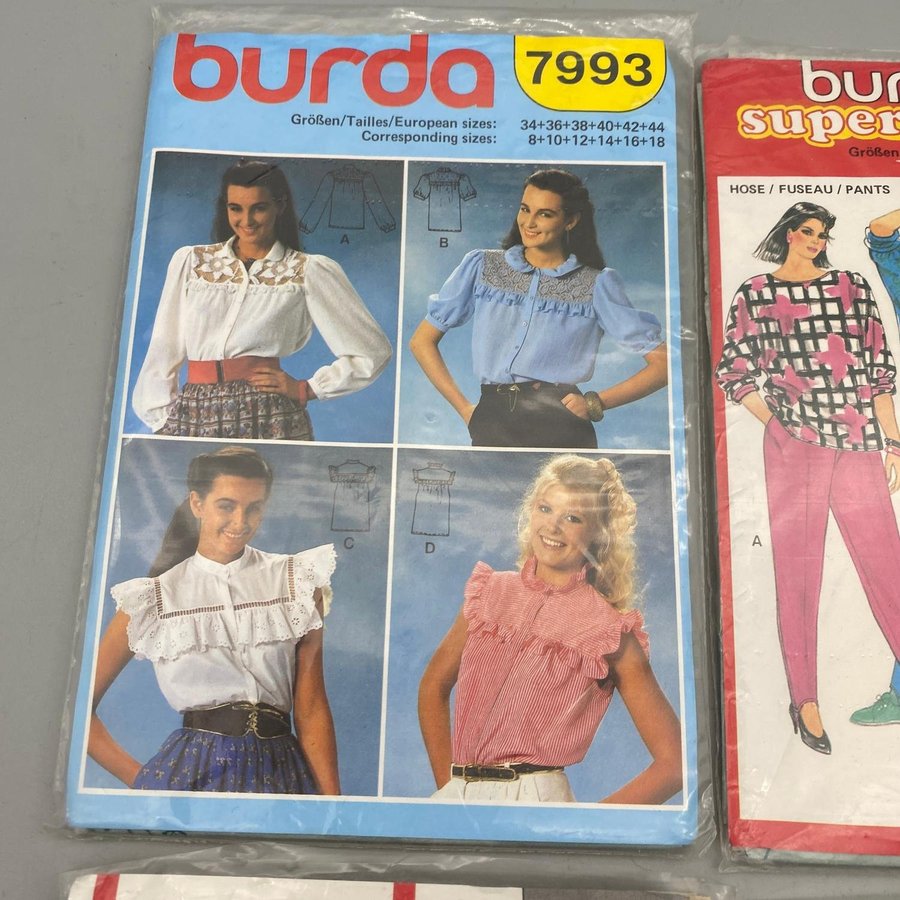 burda
7993
Größen/Tailles/European sizes: 34+36+38+40+42+44
Corresponding sizes: 8+10+12+14+16+18
A
B
C
D
bur
super
Größen
HOSE / FUSEAU / PANTS
A